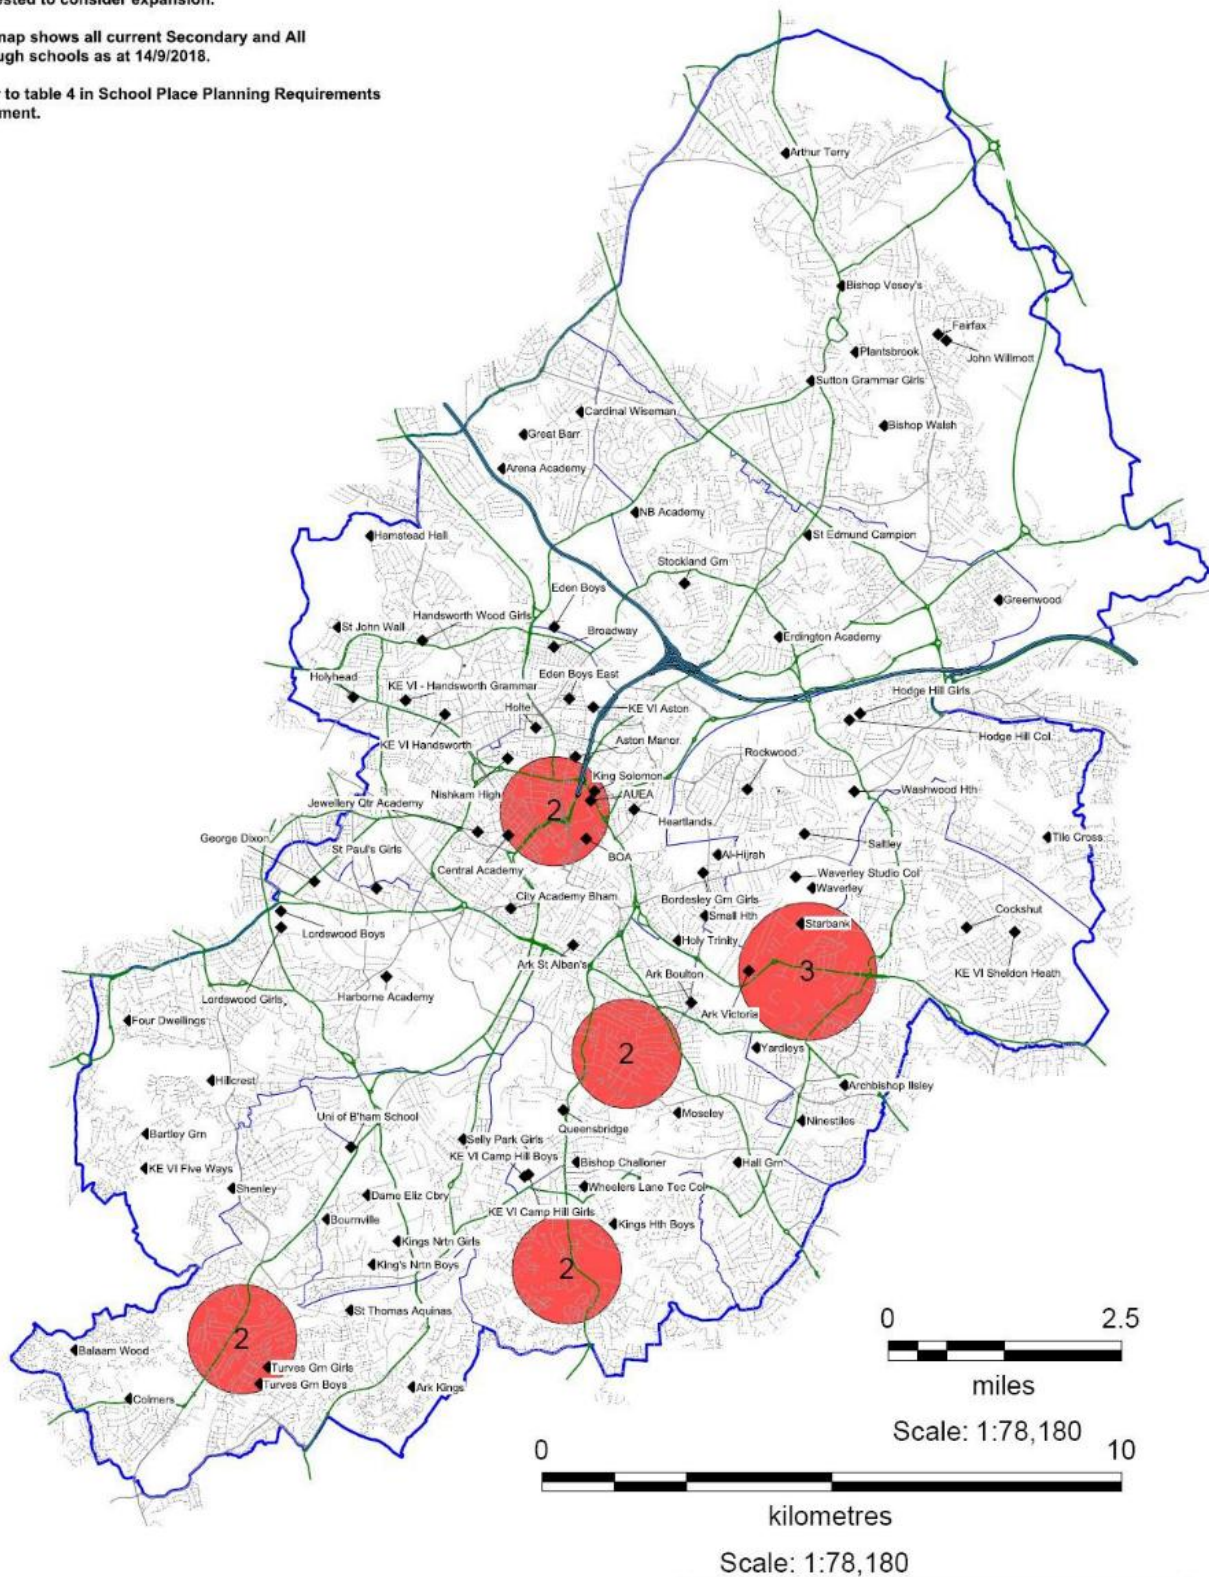 ested to consider expansion.
map shows all current Secondary and All
ugh schools as at 14/9/2018.
to table 4 in School Place Planning Requirements
ment.
Arthur Terry
Bishop Vesey's
Fairfax
John Willmott
Plantsbrook
Sutton Grammar Girls
Cardinal Wiseman
Bishop Walsh
Great Barr
Arena Academy
NB Academy
Hamstead Hall
St Edmund Campion
Stockland Grn
Eden Boys
Greenwood
Handsworth Wood Girls
St John Wall
Broadway
Erdington Academy
Holyhead
Eden Boys East
KE VI - Handsworth Grammar
Hodge Hill Girls
Holte
KE VI Aston
KE VI Handsworth
Aston Manor
Hodge Hill Col
Rockwood
King Solomon
Nishkam High
AUEA
Washwood Hth
Jewellery Qtr Academy
2
Heartlands
George Dixon
St Paul's Girls
Saltley
Tile Cross
Al-Hijrah
BOA
Central Academy
Waverley Studio Col
Waverley
City Academy Bham
Bordesley Grn Girls
Cockshut
Small Hth
Starbank
Lordswood Boys
Holy Trinity
Ark St Alban's
3
Ark Boulton
KE VI Sheldon Heath
Lordswood Girls
Harborne Academy
Ark Victoria
Four Dwellings
Yardleys
2
Hillcrest
Archbishop Ilsley
Uni of B'ham School
Moseley
Ninestiles
Queensbridge
Bartley Grn
Selly Park Girls
KE VI Camp Hill Boys
Bishop Challoner
Hall Grn
KE VI Five Ways
Shenley
Dame Eliz Cbry
Wheelers Lane Tec Col
KE VI Camp Hill Girls
Bournville
Kings Hth Boys
Kings Nrtn Girls
King's Nrtn Boys
2
St Thomas Aquinas
2
Balaam Wood
Turves Grn Girls
Turves Grn Boys
Ark Kings
Colmers
0 2.5
miles
Scale: 1:78,180
0 10
kilometres
Scale: 1:78,180